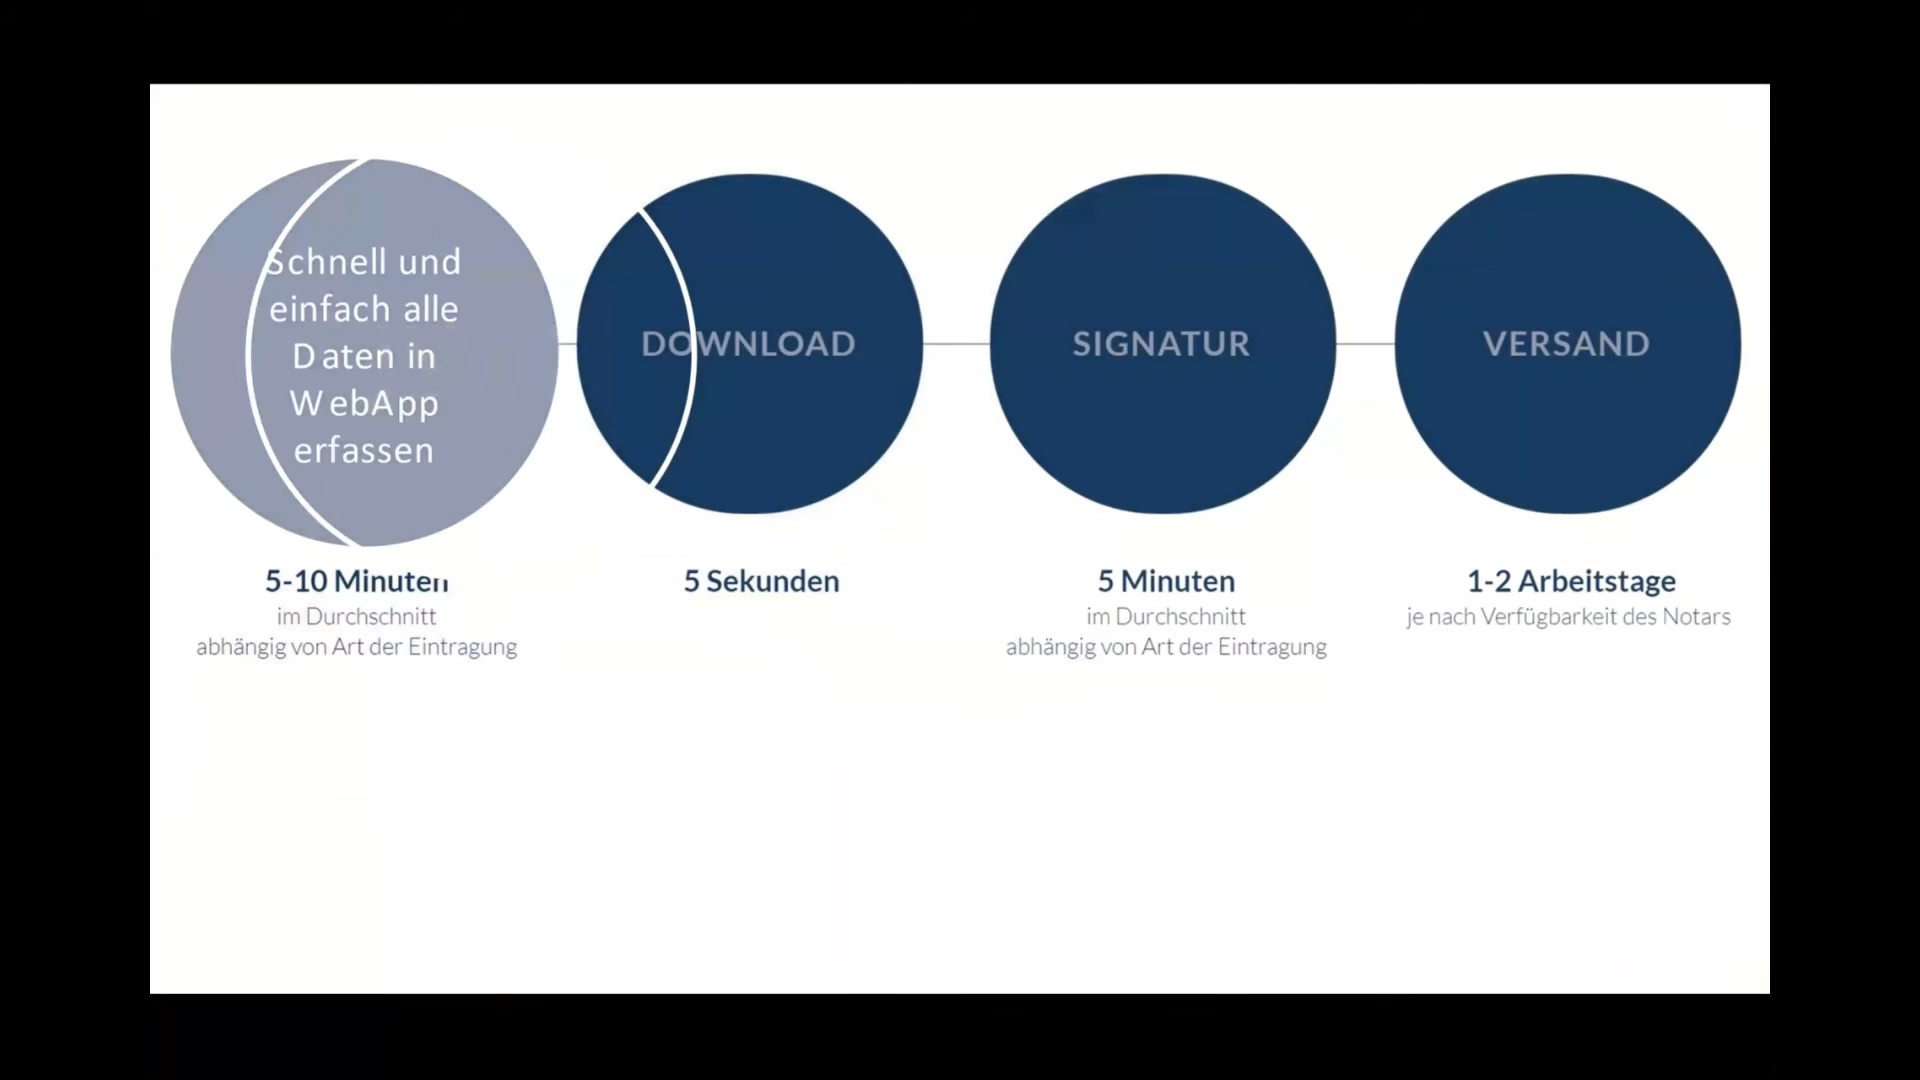 Schnell und
einfach alle
Daten in
WebApp
erfassen
DOWNLOAD
SIGNATUR
VERSAND
5-10 Minuten
im Durchschnitt
abhängig von Art der Eintragung
5 Sekunden
5 Minuten
im Durchschnitt
abhängig von Art der Eintragung
1-2 Arbeitstage
je nach Verfügbarkeit des Notars